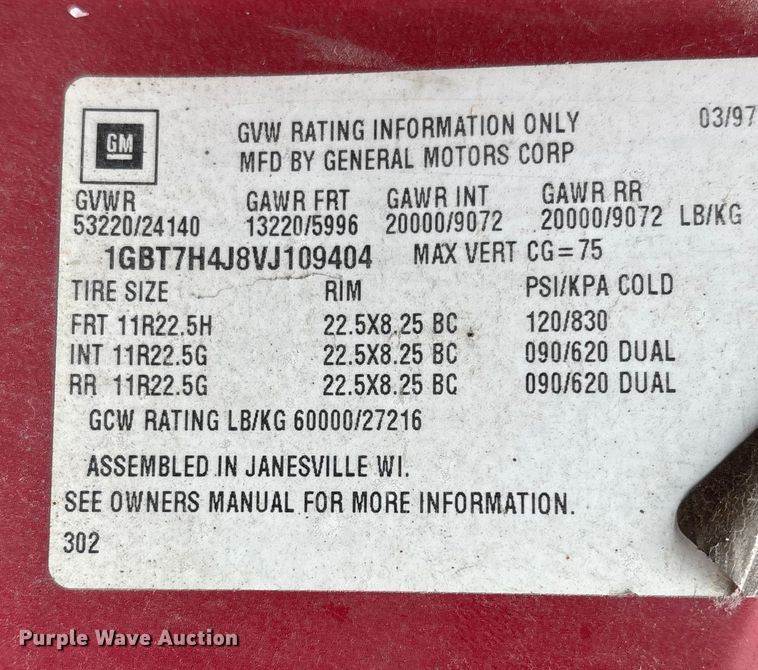 GM
GVW RATING INFORMATION ONLY 03/97
MFD BY GENERAL MOTORS CORP
GVWR GAWR FRT GAWR INT GAWR RR
53220/24140 13220/5996 20000/9072 20000/9072 LB/KG
1GBT7H4J8VJ109404 MAX VERT CG=75
TIRE SIZE RIM PSI/KPA COLD
FRT 11R22.5H 22.5X8.25 BC 120/830
INT 11R22.5G 22.5X8.25 BC 090/620 DUAL
RR 11R22.5G 22.5X8.25 BC 090/620 DUAL
GCW RATING LB/KG 60000/27216
ASSEMBLED IN JANESVILLE WI.
SEE OWNERS MANUAL FOR MORE INFORMATION.
302
Purple Wave Auction